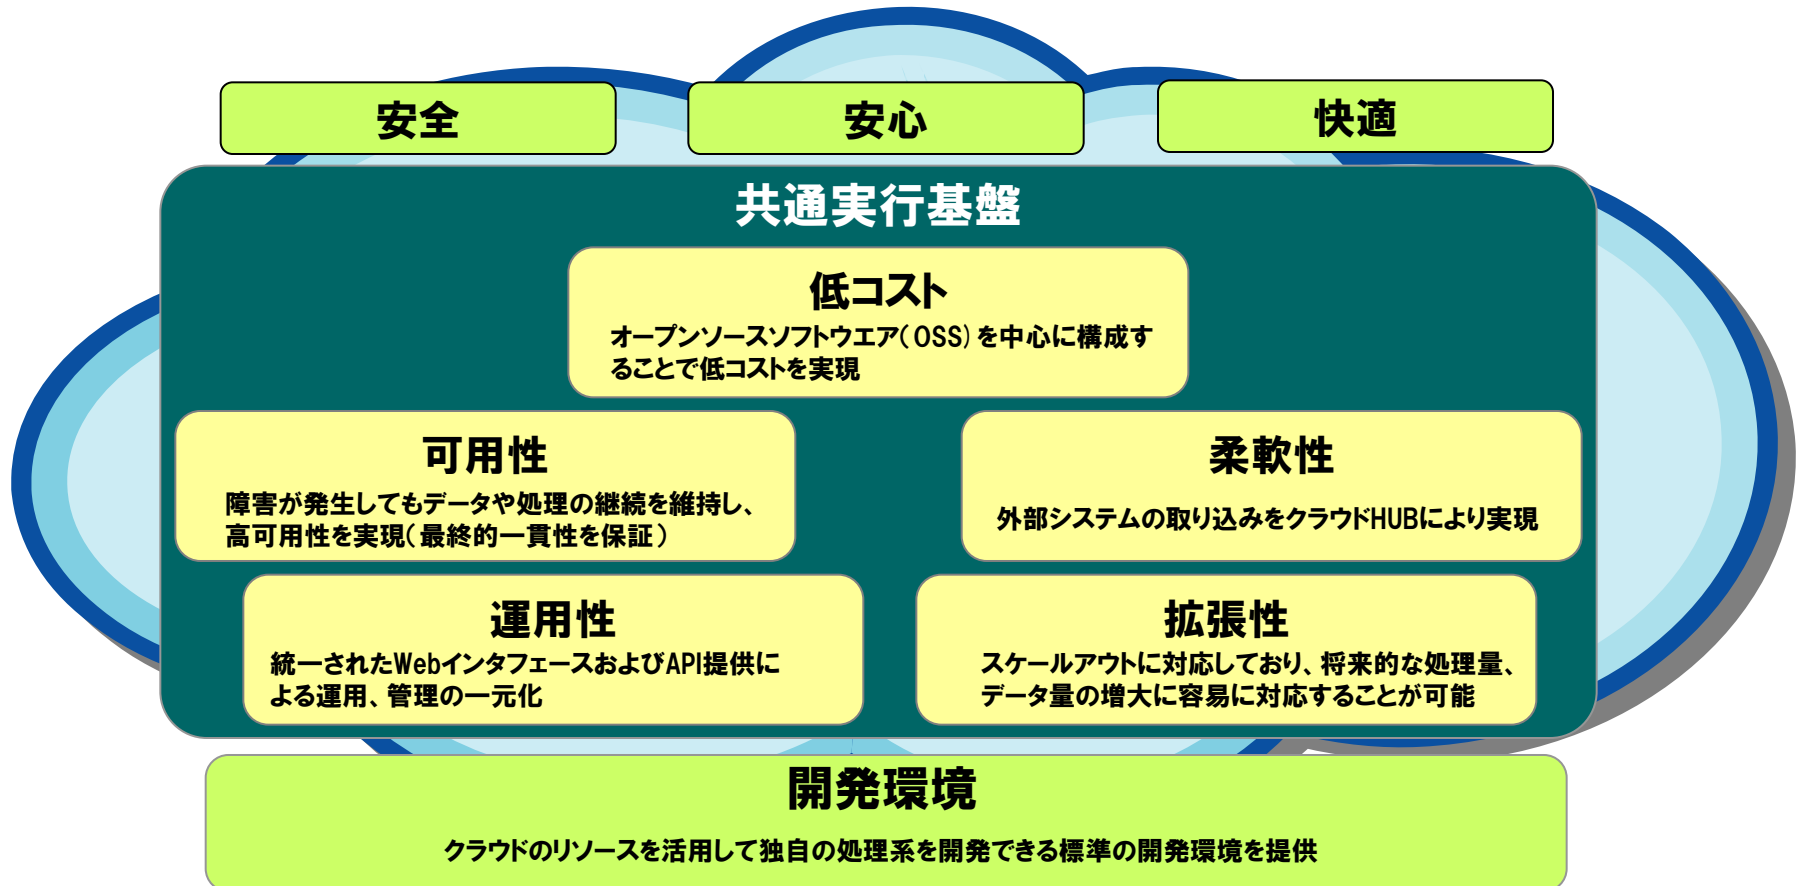 安全
安心
快適
共通実行基盤
低コスト
オープンソースソフトウエア(OSS)を中心に構成す
ることで低コストを実現
可用性
障害が発生してもデータや処理の継続を維持し、
高可用性を実現(最終的一貫性を保証)
柔軟性
外部システムの取り込みをクラウドHUBにより実現
運用性
統一されたWebインタフェースおよびAPI提供に
よる運用、管理の一元化
拡張性
スケールアウトに対応しており、将来的な処理量、
データ量の増大に容易に対応することが可能
開発環境
クラウドのリソースを活用して独自の処理系を開発できる標準の開発環境を提供